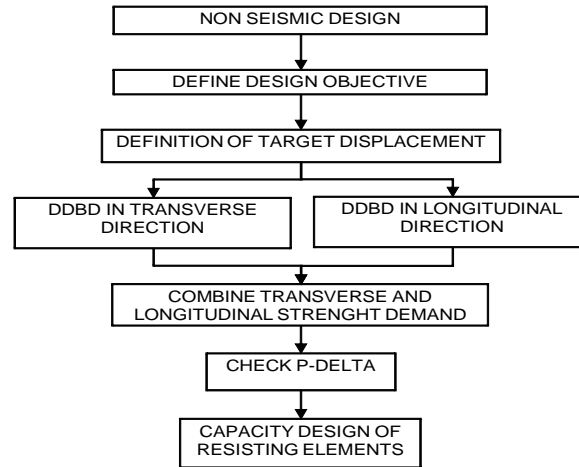 NON SEISMIC DESIGN
DEFINE DESIGN OBJECTIVE
DEFINITION OF TARGET DISPLACEMENT
DDBD IN TRANSVERSE
DIRECTION
DDBD IN LONGITUDINAL
DIRECTION
COMBINE TRANSVERSE AND
LONGITUDINAL STRENGHT DEMAND
CHECK P-DELTA
CAPACITY DESIGN OF
RESISTING ELEMENTS